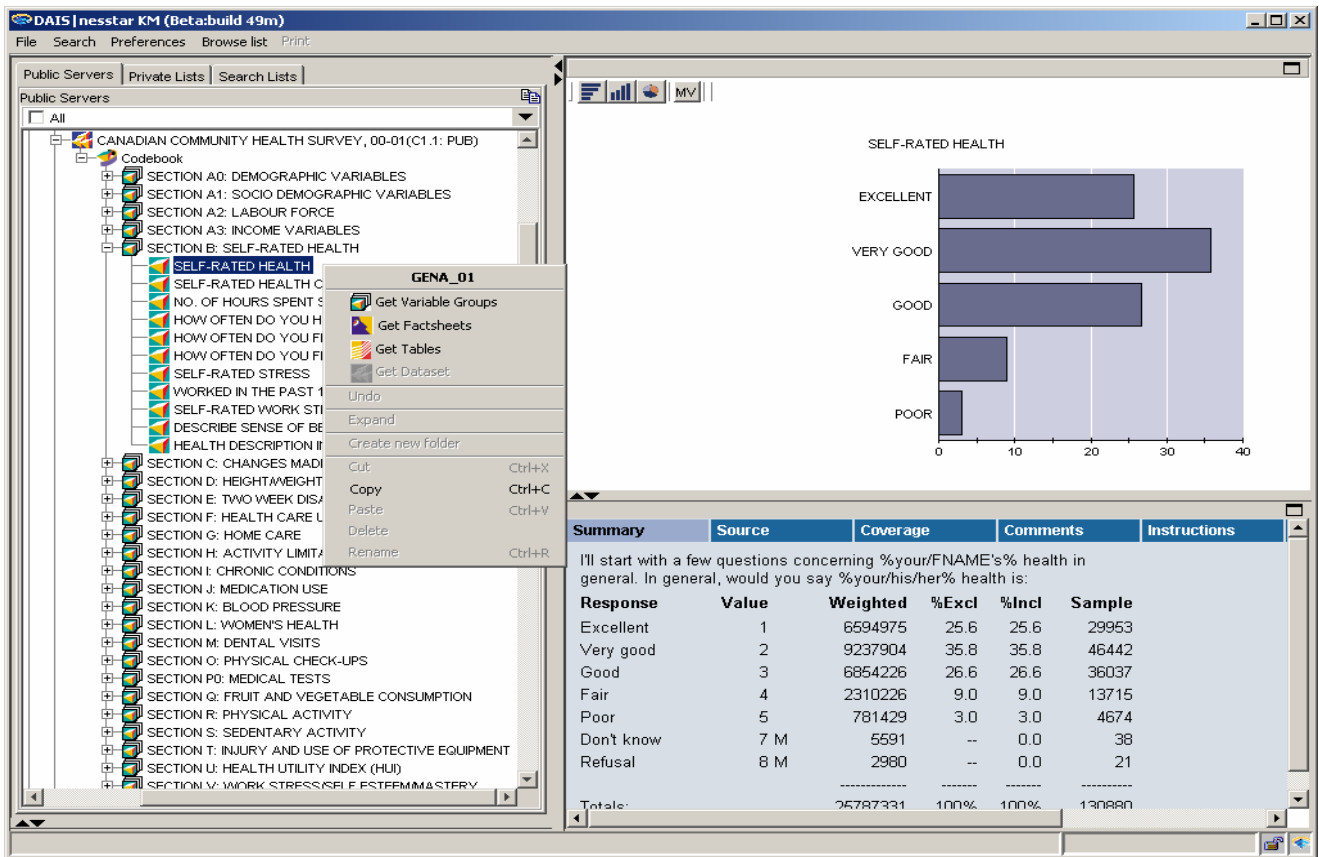 DAIS|nesstar KM (Beta:build 49m)
File Search Preferences Browse list Print
Public Servers Private Lists Search Lists
Public Servers
All
CANADIAN COMMUNITY HEALTH SURVEY, 00-01(C1.1: PUB)
Codebook
SECTION A0: DEMOGRAPHIC VARIABLES
SECTION A1: SOCIO DEMOGRAPHIC VARIABLES
SECTION A2: LABOUR FORCE
SECTION A3: INCOME VARIABLES
SECTION B: SELF-RATED HEALTH
SELF-RATED HEALTH
SELF-RATED HEALTH C
NO. OF HOURS SPENT S
HOW OFTEN DO YOU H
HOW OFTEN DO YOU FI
HOW OFTEN DO YOU FI
SELF-RATED STRESS
WORKED IN THE PAST 1
SELF-RATED WORK STI
DESCRIBE SENSE OF BE
HEALTH DESCRIPTION IN
SECTION C: CHANGES MADI
SECTION D: HEIGHT/WEIGHT
SECTION E: TWO WEEK DISA
SECTION F: HEALTH CARE U
SECTION G: HOME CARE
SECTION H: ACTIVITY LIMITA
SECTION I: CHRONIC CONDITIONS
SECTION J: MEDICATION USE
SECTION K: BLOOD PRESSURE
SECTION L: WOMEN'S HEALTH
SECTION M: DENTAL VISITS
SECTION O: PHYSICAL CHECK-UPS
SECTION P0: MEDICAL TESTS
SECTION Q: FRUIT AND VEGETABLE CONSUMPTION
SECTION R: PHYSICAL ACTIVITY
SECTION S: SEDENTARY ACTIVITY
SECTION T: INJURY AND USE OF PROTECTIVE EQUIPMENT
SECTION U: HEALTH UTILITY INDEX (HUI)
SECTION V: WORK STRESS/SELF ESTEEM/MASTERY
GENA_01
Get Variable Groups
Get Factsheets
Get Tables
Get Dataset
Undo
Expand
Create new folder
Cut Ctrl+X
Copy Ctrl+C
Paste Ctrl+V
Delete
Rename Ctrl+R
MV
SELF-RATED HEALTH
EXCELLENT
VERY GOOD
GOOD
FAIR
POOR
0 10 20 30 40
Summary Source Coverage Comments Instructions
I'll start with a few questions concerning %your/FNAME's% health in
general. In general, would you say %your/his/her% health is:
Response Value Weighted %Excl %Incl Sample
Excellent 1 6594975 25.6 25.6 29953
Very good 2 9237904 35.8 35.8 46442
Good 3 6854226 26.6 26.6 36037
Fair 4 2310226 9.0 9.0 13715
Poor 5 781429 3.0 3.0 4674
Don't know 7 M 5591 -- 0.0 38
Refusal 8 M 2980 -- 0.0 21
------------- ------- ------- ----------
Totals: 25787331 100% 100% 130880